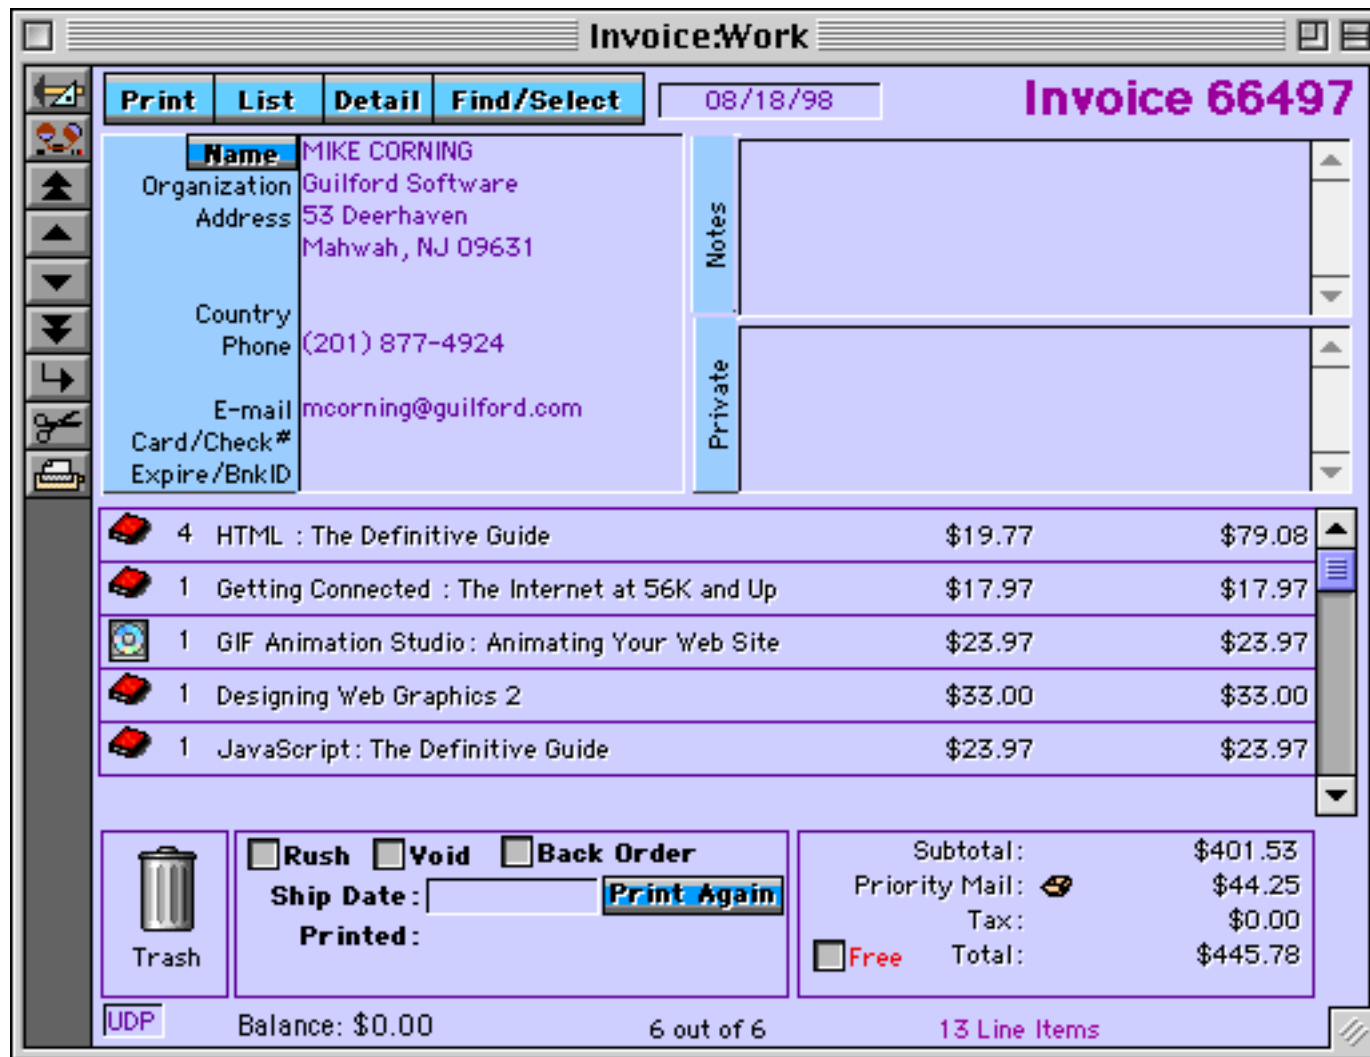 Invoice:Work
Print List Detail Find/Select 08/18/98 Invoice 66497
Name MIKE CORNING
Organization Guilford Software
Address 53 Deerhaven
Mahwah, NJ 09631
Country
Phone (201) 877-4924
E-mail mcorning@guilford.com
Card/Check#
Expire/BnkID
Notes
Private
4 HTML : The Definitive Guide $19.77 $79.08
1 Getting Connected : The Internet at 56K and Up $17.97 $17.97
1 GIF Animation Studio: Animating Your Web Site $23.97 $23.97
1 Designing Web Graphics 2 $33.00 $33.00
1 JavaScript: The Definitive Guide $23.97 $23.97
Trash
Rush Void Back Order
Ship Date: Print Again
Printed:
Subtotal: $401.53
Priority Mail: $44.25
Tax: $0.00
Free Total: $445.78
UDP Balance: $0.00 6 out of 6 13 Line Items